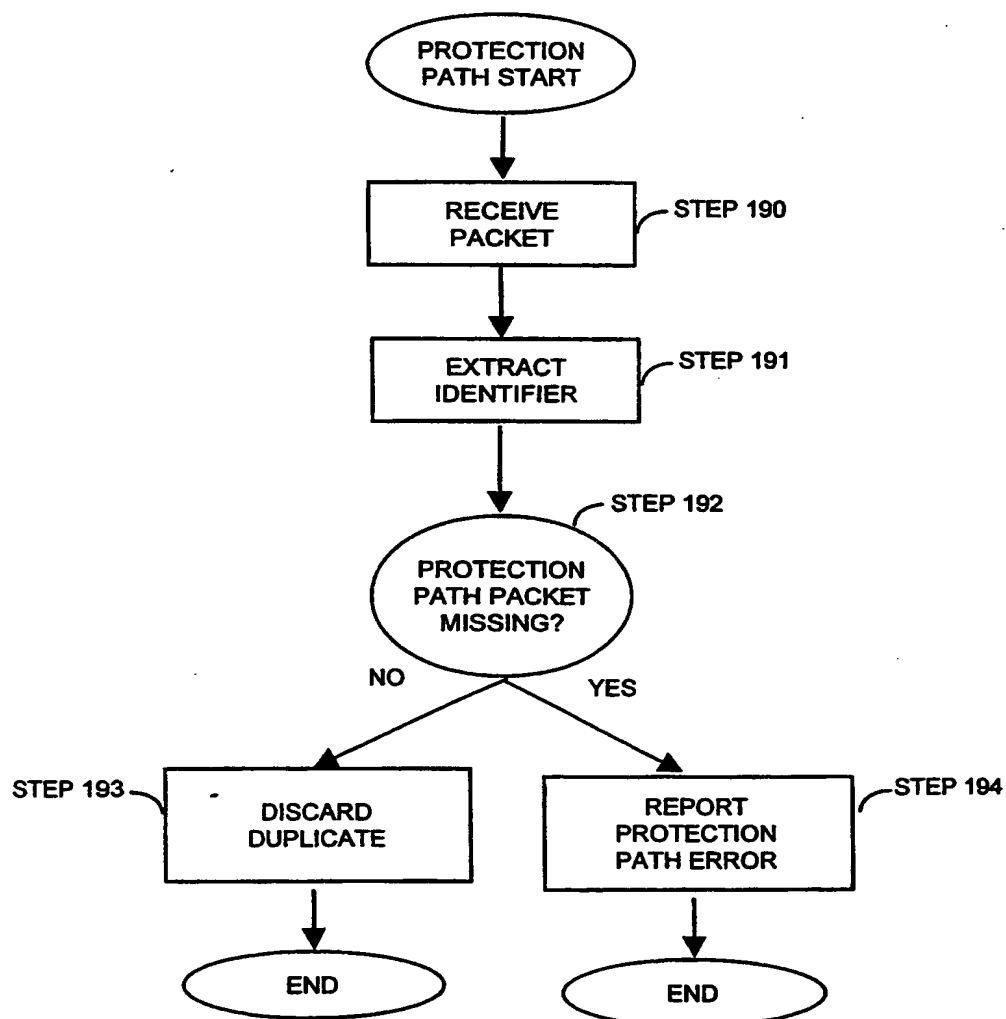 PROTECTION
PATH START
RECEIVE
PACKET
STEP 190
EXTRACT
IDENTIFIER
STEP 191
STEP 192
PROTECTION
PATH PACKET
MISSING?
NO
YES
STEP 193
DISCARD
DUPLICATE
REPORT
PROTECTION
PATH ERROR
STEP 194
END
END